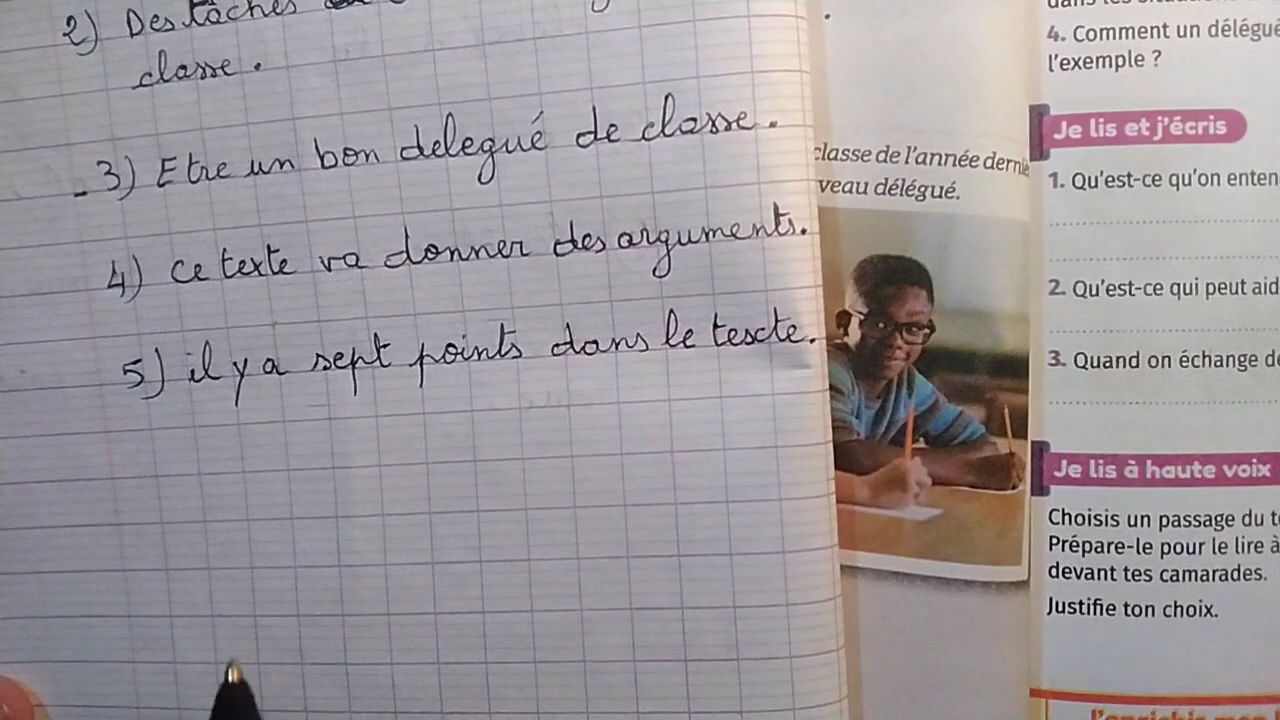 2) Des tâches
classe.
- 3) Etre un bon delegué de classe.
4) ce texte va donner des arguments.
5) il y a sept points dans le texcte.
classe de l'année derniè
veau délégué.
4. Comment un délégué
l'exemple ?
Je lis et j'écris
1. Qu'est-ce qu'on enten
2. Qu'est-ce qui peut aid
3. Quand on échange de
Je lis à haute voix
Choisis un passage du t
Prépare-le pour le lire à
devant tes camarades.
Justifie ton choix.